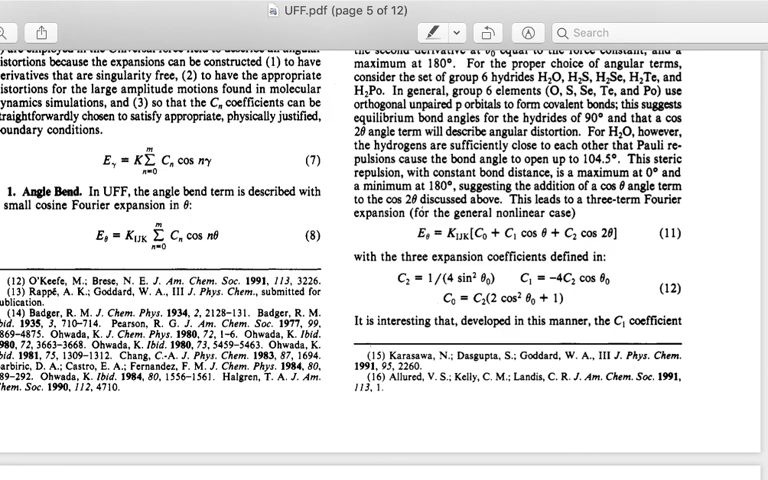 UFF.pdf (page 5 of 12)
Search
istortions because the expansions can be constructed (1) to have
erivatives that are singularity free, (2) to have the appropriate
istortions for the large amplitude motions found in molecular
ynamics simulations, and (3) so that the Cn coefficients can be
traightforwardly chosen to satisfy appropriate, physically justified,
oundary conditions.
Eγ = K Σ_{n=0}^{m} Cn cos nγ (7)
1. Angle Bend. In UFF, the angle bend term is described with
small cosine Fourier expansion in θ:
Eθ = K_IJK Σ_{n=0}^{m} Cn cos nθ (8)
(12) O'Keefe, M.; Brese, N. E. J. Am. Chem. Soc. 1991, 113, 3226.
(13) Rappé, A. K.; Goddard, W. A., III J. Phys. Chem., submitted for
ublication.
(14) Badger, R. M. J. Chem. Phys. 1934, 2, 2128-131. Badger, R. M.
bid. 1935, 3, 710-714. Pearson, R. G. J. Am. Chem. Soc. 1977, 99,
869-4875. Ohwada, K. J. Chem. Phys. 1980, 72, 1-6. Ohwada, K.
980, 72, 3663-3668. Ohwada, K. Ibid. 1980, 73, 5459-5463. Ohwada, K.
bid. 1981, 75, 1309-1312. Chang, C.-A. J. Phys. Chem. 1983, 87, 1694.
arbiric, D. A.; Castro, E. A.; Fernandez, F. M. J. Chem. Phys. 1984, 80,
89-292. Ohwada, K. Ibid. 1984, 80, 1556-1561. Halgren, T. A. J. Am.
hem. Soc. 1990, 112, 4710.
the second derivative at θ0 equal to the force constant, and a
maximum at 180°. For the proper choice of angular terms,
consider the set of group 6 hydrides H2O, H2S, H2Se, H2Te, and
H2Po. In general, group 6 elements (O, S, Se, Te, and Po) use
orthogonal unpaired p orbitals to form covalent bonds; this suggests
equilibrium bond angles for the hydrides of 90° and that a cos
2θ angle term will describe angular distortion. For H2O, however,
the hydrogens are sufficiently close to each other that Pauli re-
pulsions cause the bond angle to open up to 104.5°. This steric
repulsion, with constant bond distance, is a maximum at 0° and
a minimum at 180°, suggesting the addition of a cos θ angle term
to the cos 2θ discussed above. This leads to a three-term Fourier
expansion (for the general nonlinear case)
Eθ = K_IJK[C0 + C1 cos θ + C2 cos 2θ] (11)
with the three expansion coefficients defined in:
C2 = 1/(4 sin² θ0) C1 = -4C2 cos θ0
C0 = C2(2 cos² θ0 + 1) (12)
It is interesting that, developed in this manner, the C1 coefficient
(15) Karasawa, N.; Dasgupta, S.; Goddard, W. A., III J. Phys. Chem.
1991, 95, 2260.
(16) Allured, V. S.; Kelly, C. M.; Landis, C. R. J. Am. Chem. Soc. 1991,
113, 1.